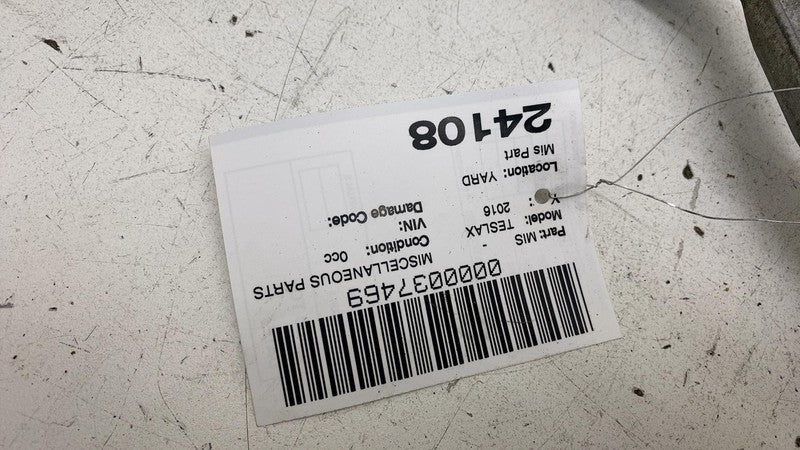 0000037469
MISCELLANEOUS PARTS
Part: MIS -
Condition: 0cc
Model: TESLAX
VIN:
Y : 2016
Damage Code:
Location: YARD
Mis Part
24108